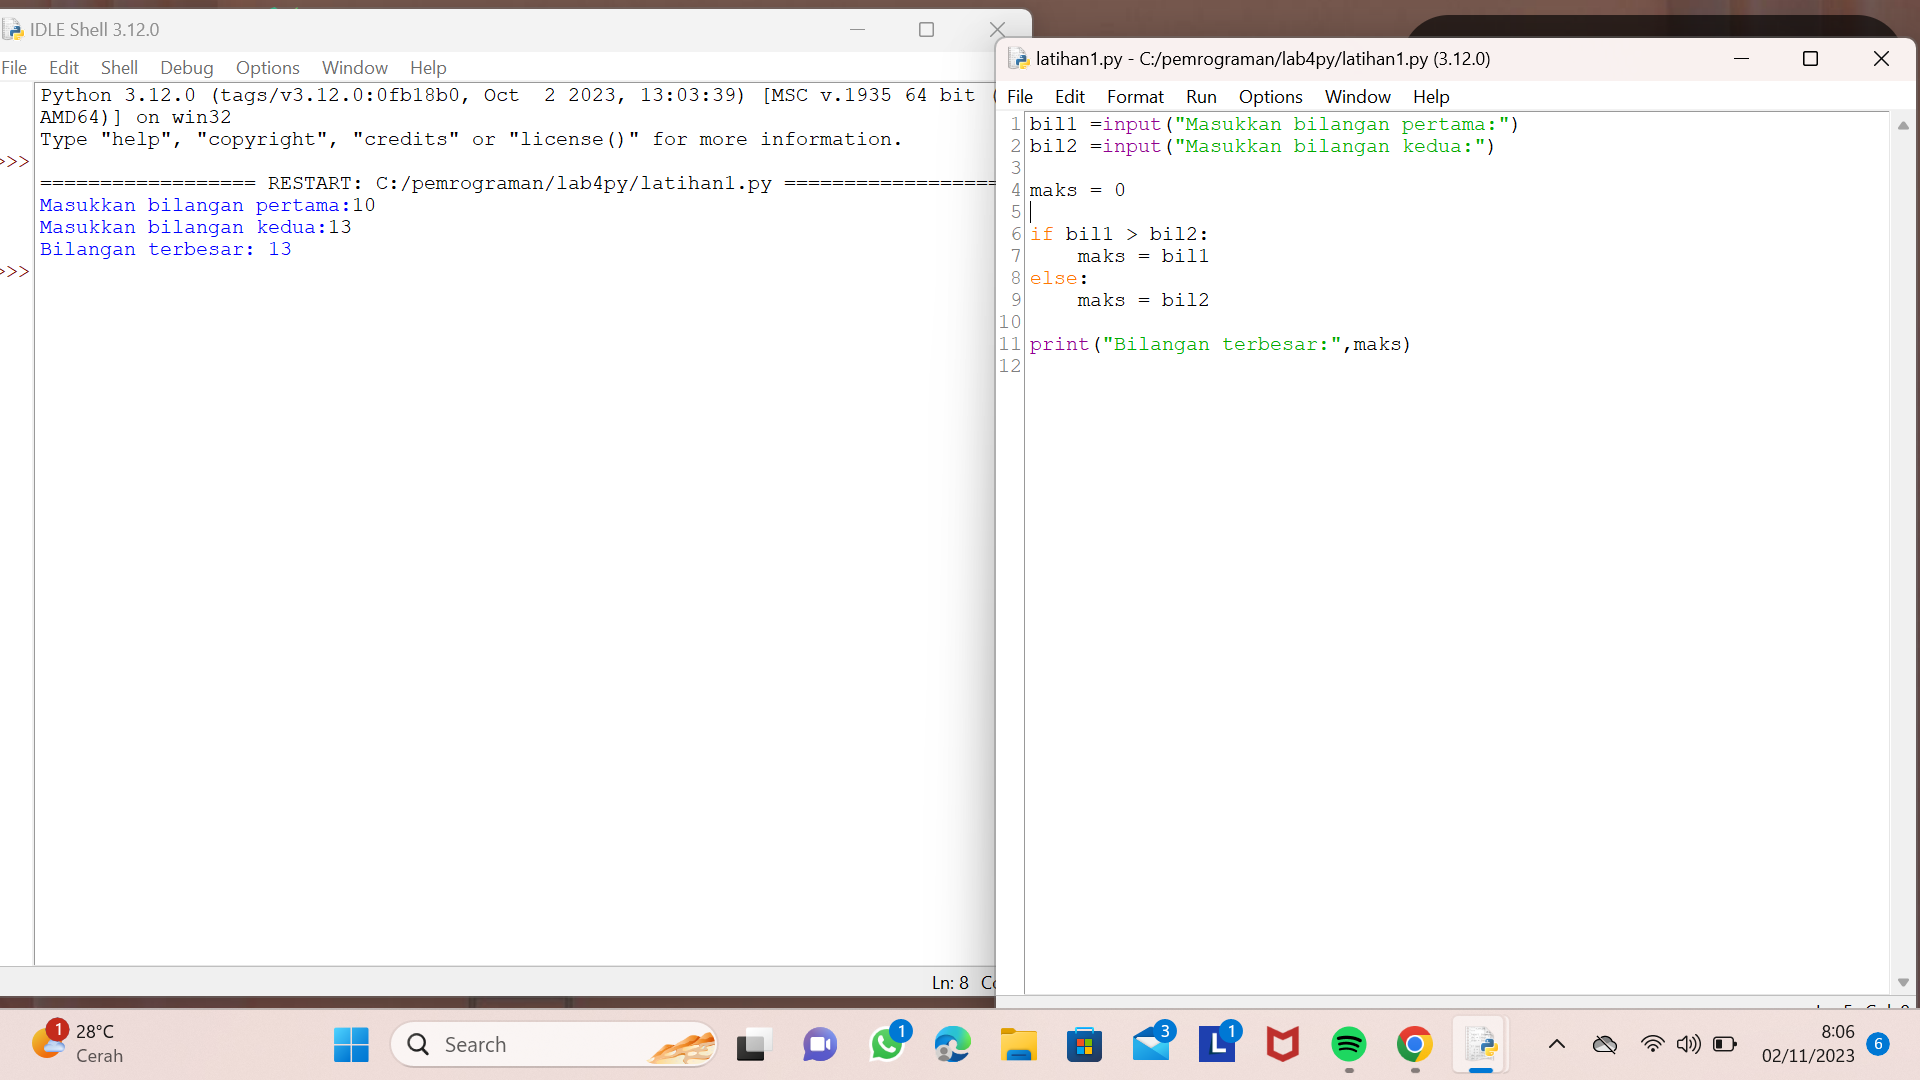 IDLE Shell 3.12.0
File Edit Shell Debug Options Window Help
Python 3.12.0 (tags/v3.12.0:0fb18b0, Oct  2 2023, 13:03:39) [MSC v.1935 64 bit (
AMD64)] on win32
Type "help", "copyright", "credits" or "license()" for more information.
>>>
================== RESTART: C:/pemrograman/lab4py/latihan1.py ==================
Masukkan bilangan pertama:10
Masukkan bilangan kedua:13
Bilangan terbesar: 13
>>>
Ln: 8
latihan1.py - C:/pemrograman/lab4py/latihan1.py (3.12.0)
File Edit Format Run Options Window Help
1 bil1 =input("Masukkan bilangan pertama:")
2 bil2 =input("Masukkan bilangan kedua:")
3
4 maks = 0
5
6 if bil1 > bil2:
7     maks = bil1
8 else:
9     maks = bil2
10
11 print("Bilangan terbesar:",maks)
12
1
28°C
Cerah
Search
1
3
L
1
8:06
02/11/2023
6